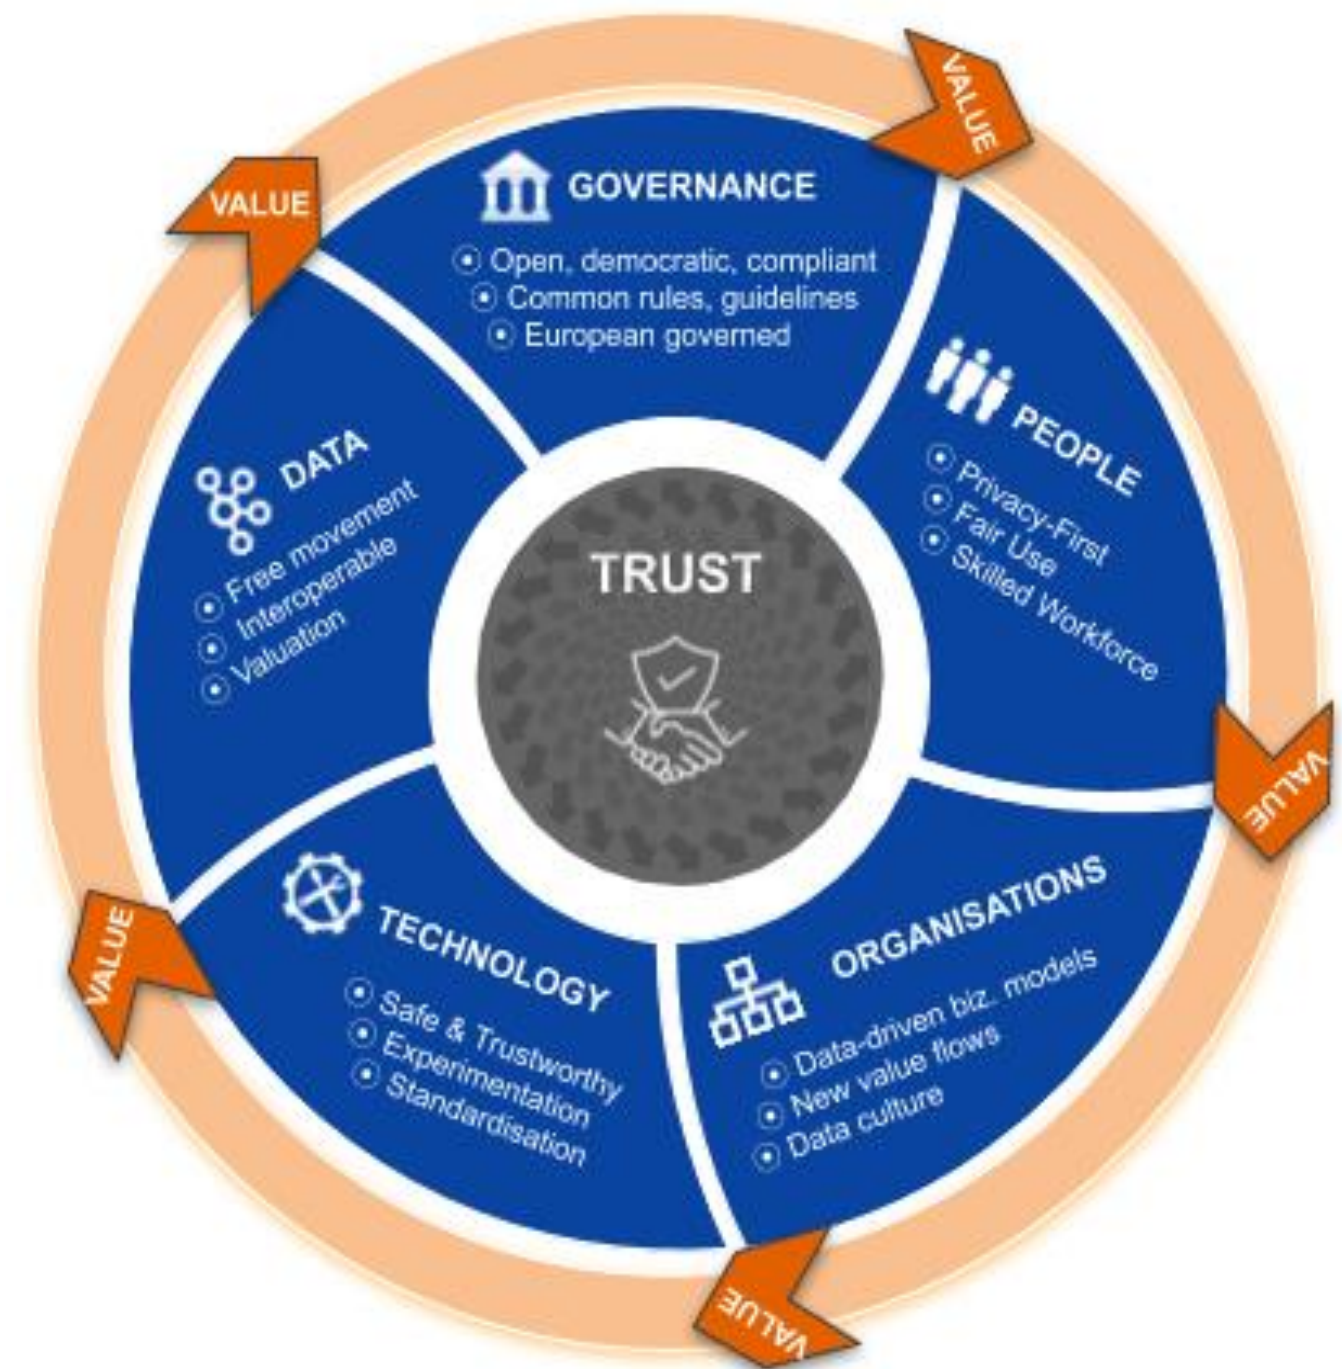 VALUE
GOVERNANCE
Open, democratic, compliant
Common rules, guidelines
European governed
VALUE
PEOPLE
Privacy-First
Fair Use
Skilled Workforce
VALUE
ORGANISATIONS
Data-driven biz. models
New value flows
Data culture
VALUE
TECHNOLOGY
Safe & Trustworthy
Experimentation
Standardisation
VALUE
DATA
Free movement
Interoperable
Valuation
TRUST